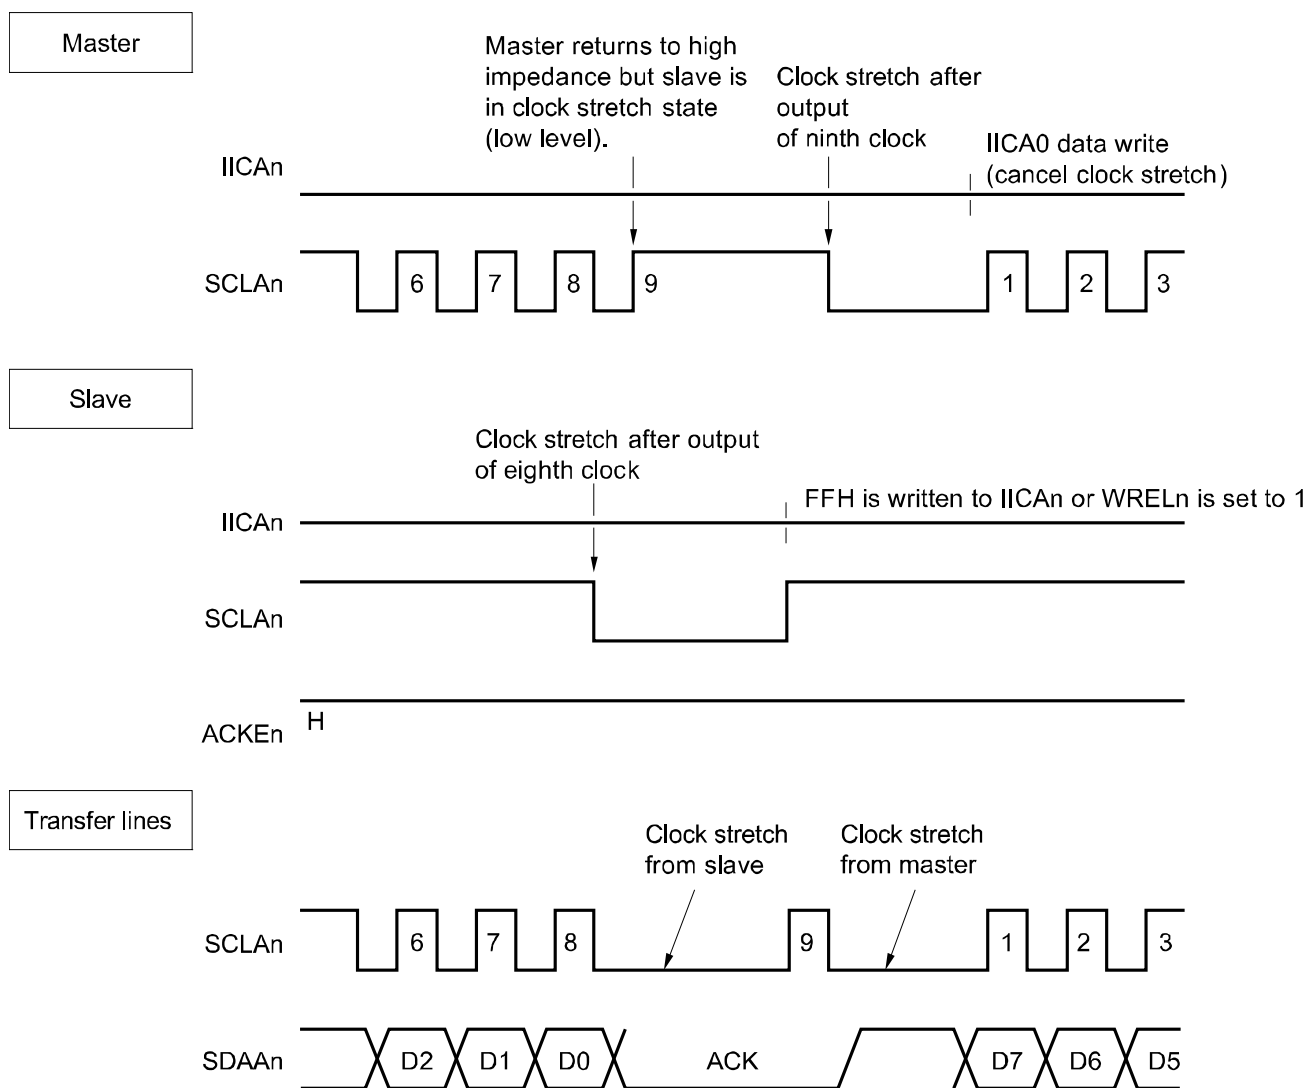 Master
Master returns to high
impedance but slave is
in clock stretch state
(low level).
Clock stretch after
output
of ninth clock
IICA0 data write
(cancel clock stretch)
IICAn
SCLAn
6 7 8 9 1 2 3
Slave
Clock stretch after output
of eighth clock
FFH is written to IICAn or WRELn is set to 1
IICAn
SCLAn
H
ACKEn
Transfer lines
Clock stretch
from slave
Clock stretch
from master
SCLAn
6 7 8 9 1 2 3
SDAAn
D2 D1 D0 ACK D7 D6 D5